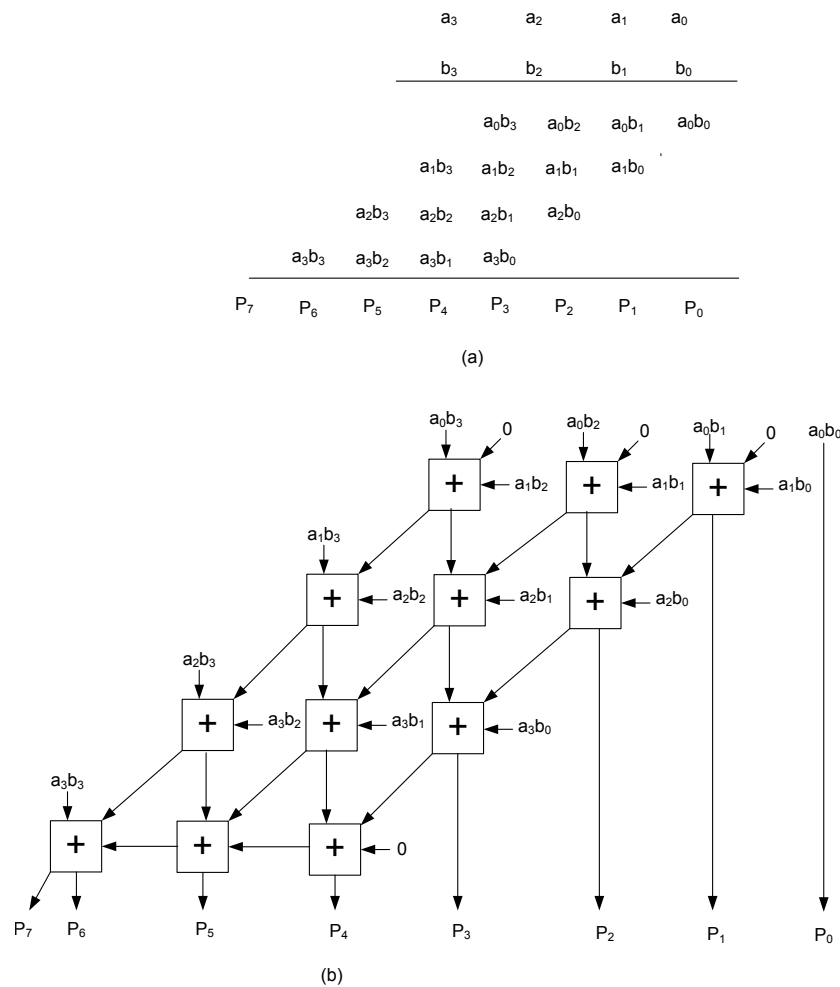 a₃ a₂ a₁ a₀
b₃ b₂ b₁ b₀
a₀b₃ a₀b₂ a₀b₁ a₀b₀
a₁b₃ a₁b₂ a₁b₁ a₁b₀
a₂b₃ a₂b₂ a₂b₁ a₂b₀
a₃b₃ a₃b₂ a₃b₁ a₃b₀
P₇ P₆ P₅ P₄ P₃ P₂ P₁ P₀
(a)
a₀b₃ 0 a₀b₂ 0 a₀b₁ 0 a₀b₀
+ a₁b₂ + a₁b₁ + a₁b₀
a₁b₃
+ a₂b₂ + a₂b₁ + a₂b₀
a₂b₃
+ a₃b₂ + a₃b₁ + a₃b₀
a₃b₃
+ + + 0
P₇ P₆ P₅ P₄ P₃ P₂ P₁ P₀
(b)